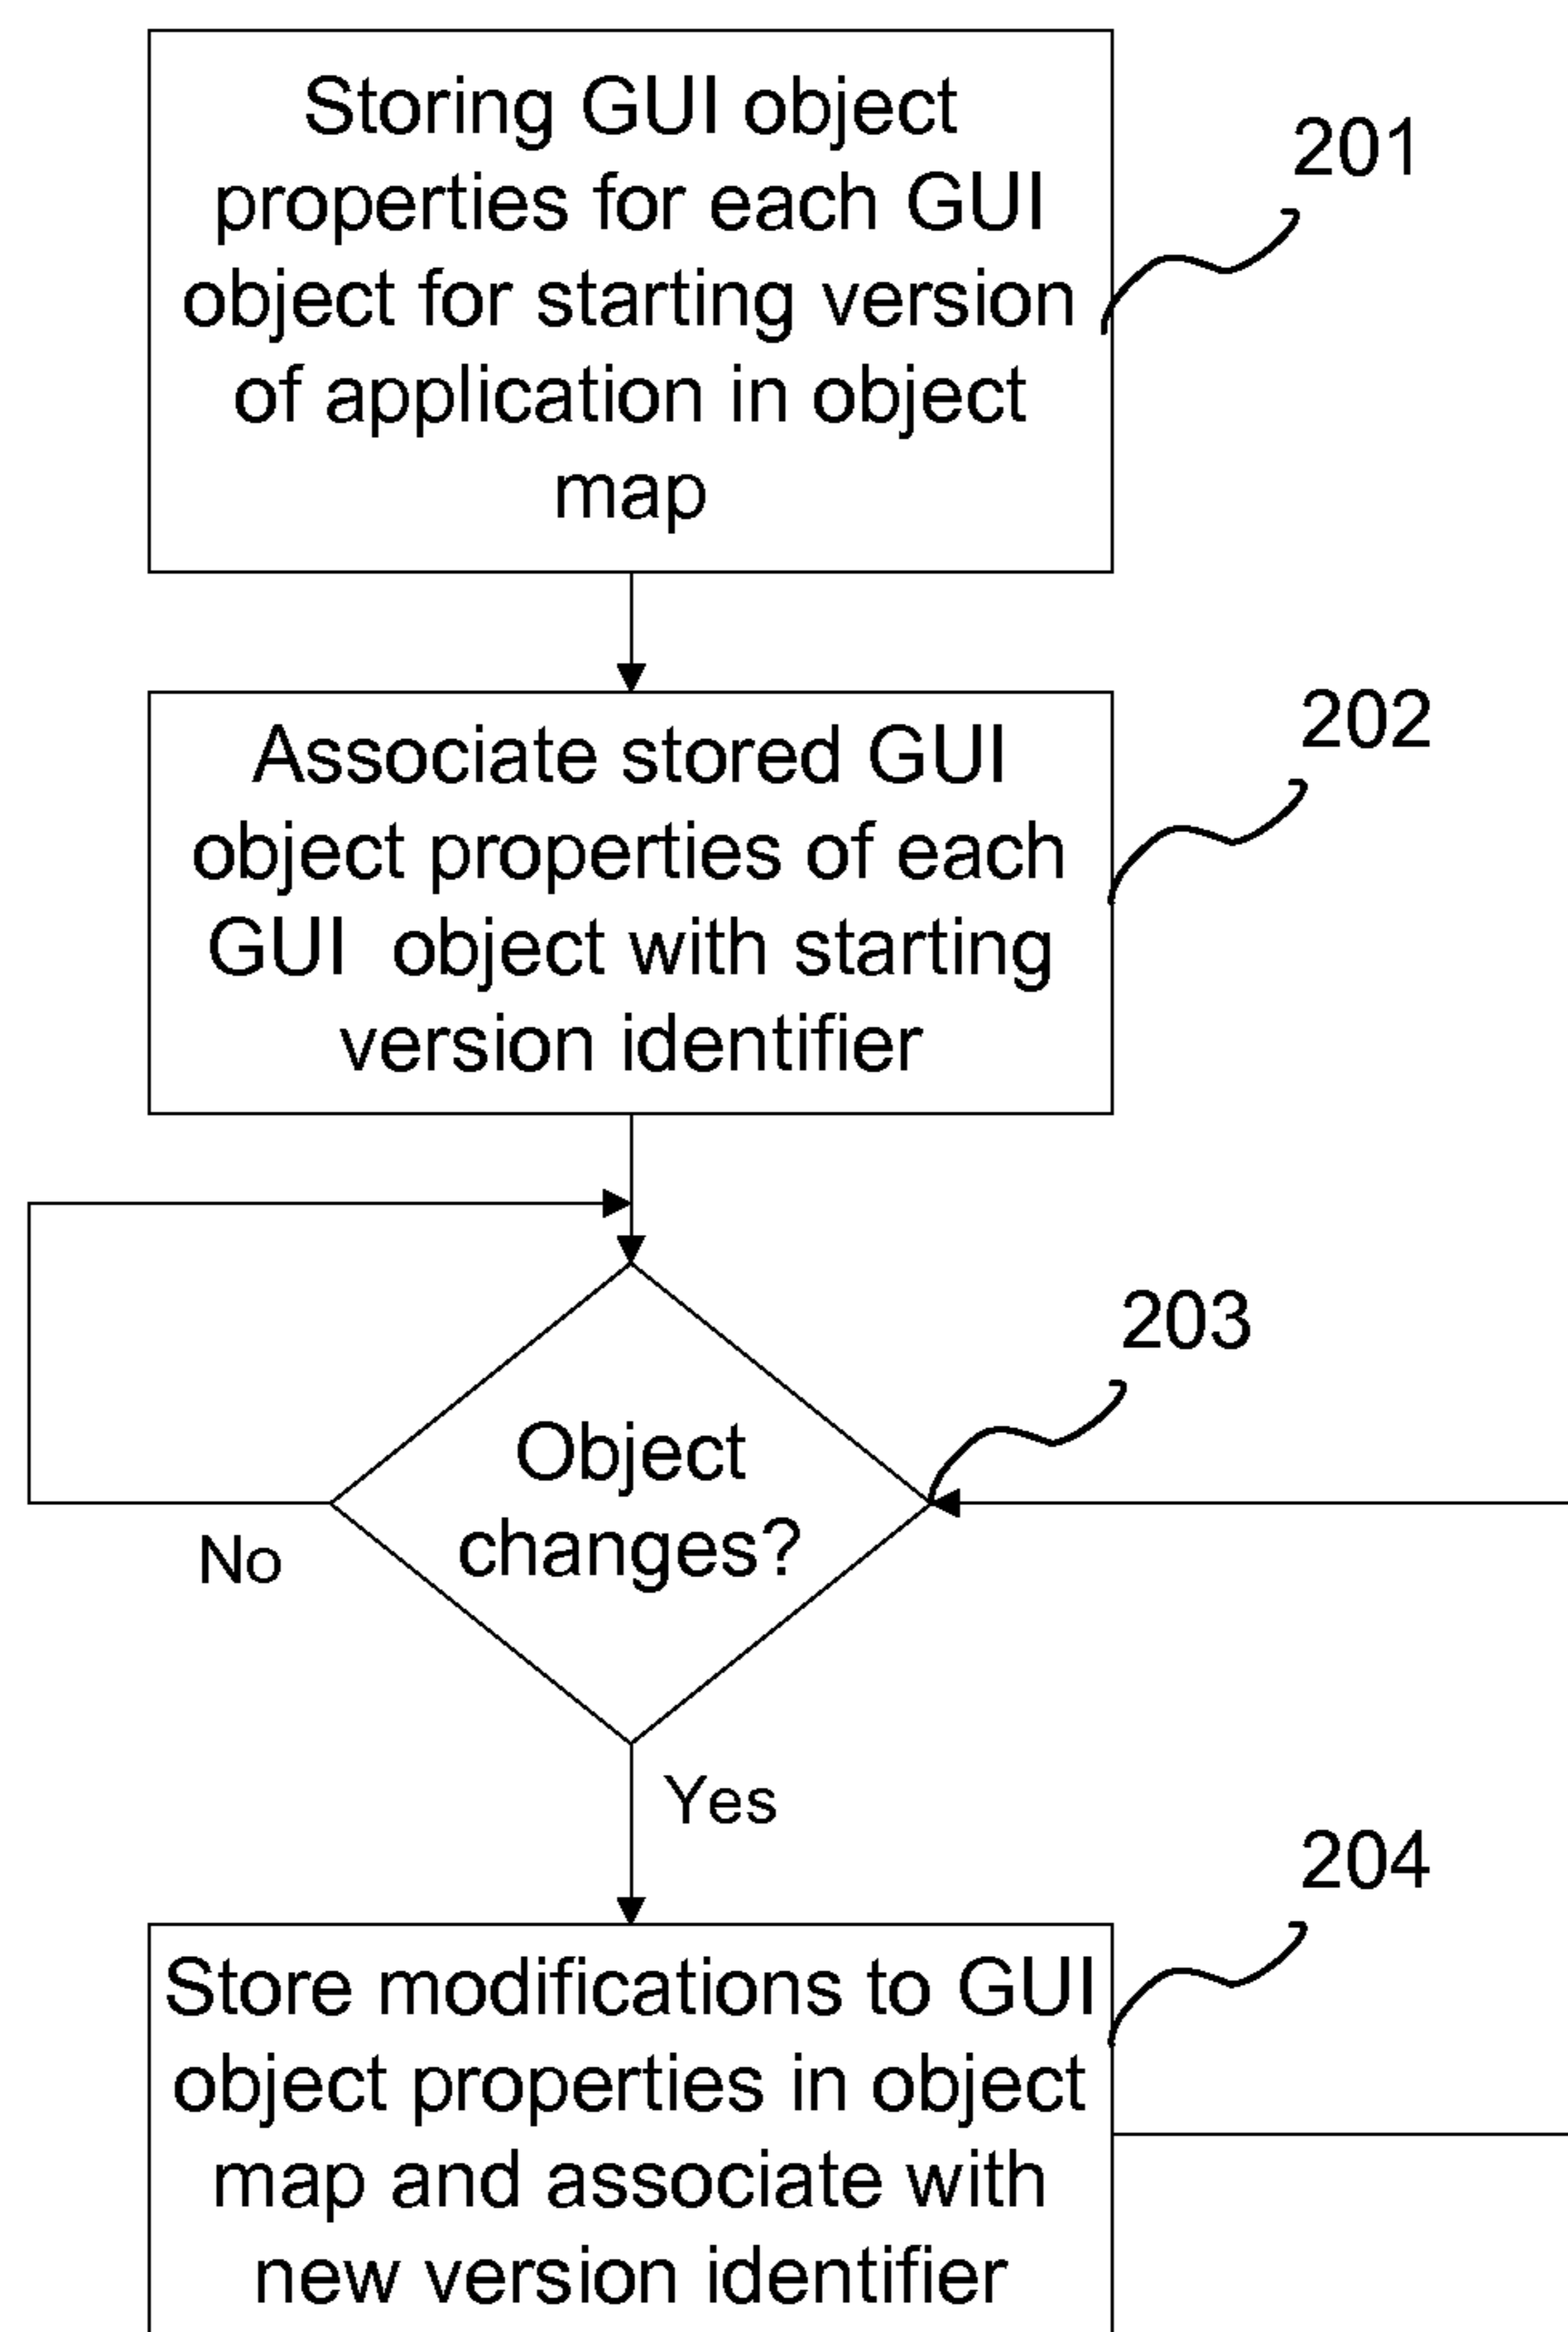 Storing GUI object
properties for each GUI
object for starting version
of application in object
map
201
Associate stored GUI
object properties of each
GUI object with starting
version identifier
202
203
Object
changes?
No
Yes
204
Store modifications to GUI
object properties in object
map and associate with
new version identifier